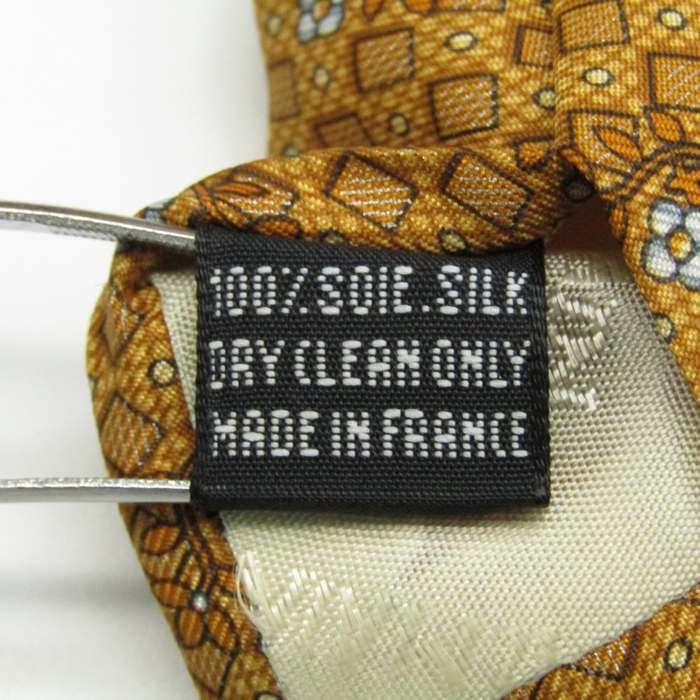 100% SOIE.SILK
DRY CLEAN ONLY
MADE IN FRANCE